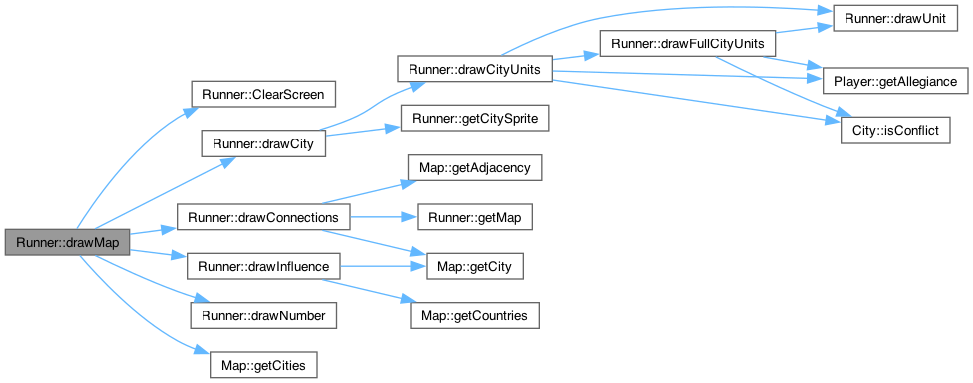 Runner::drawMap
Runner::ClearScreen
Runner::drawCity
Runner::drawCityUnits
Runner::drawFullCityUnits
Runner::drawUnit
Player::getAllegiance
City::isConflict
Runner::getCitySprite
Runner::drawConnections
Map::getAdjacency
Runner::getMap
Map::getCity
Runner::drawInfluence
Map::getCountries
Runner::drawNumber
Map::getCities